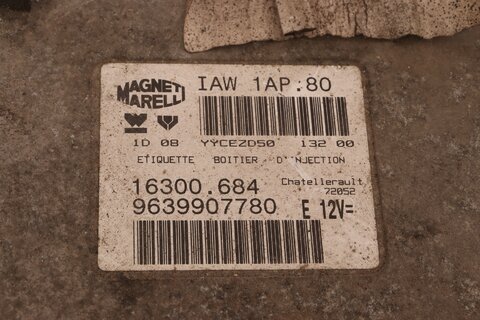 MAGNETI MARELLI
IAW 1AP.80
ID 08 YYCEZD50 132 00
ETIQUETTE BOITIER D'INJECTION
16300.684 Chatellerault 72052
9639907780 E 12V=